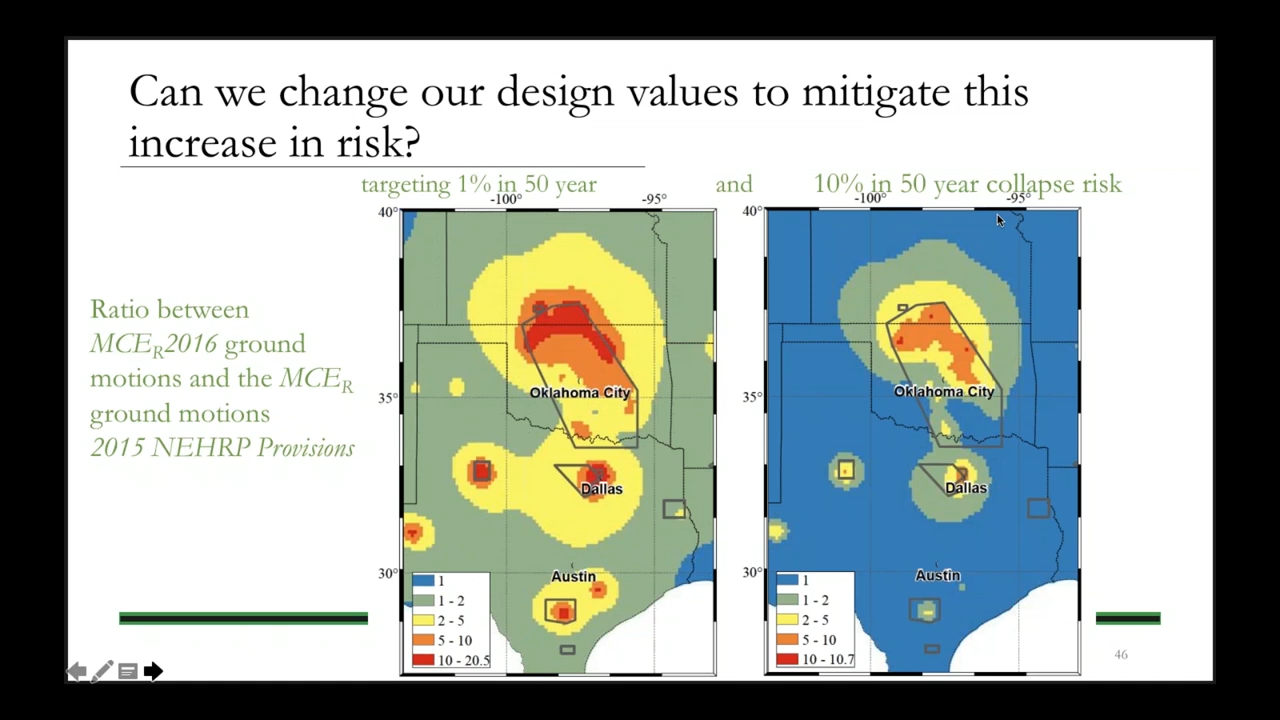 Can we change our design values to mitigate this
increase in risk?
targeting 1% in 50 year and 10% in 50 year collapse risk
Ratio between
MCER2016 ground
motions and the MCER
ground motions
2015 NEHRP Provisions
-100° -95°
40°
35°
30°
Oklahoma City
Dallas
Austin
1
1 - 2
2 - 5
5 - 10
10 - 20.5
-100° -95°
40°
35°
30°
Oklahoma City
Dallas
Austin
1
1 - 2
2 - 5
5 - 10
10 - 10.7
46